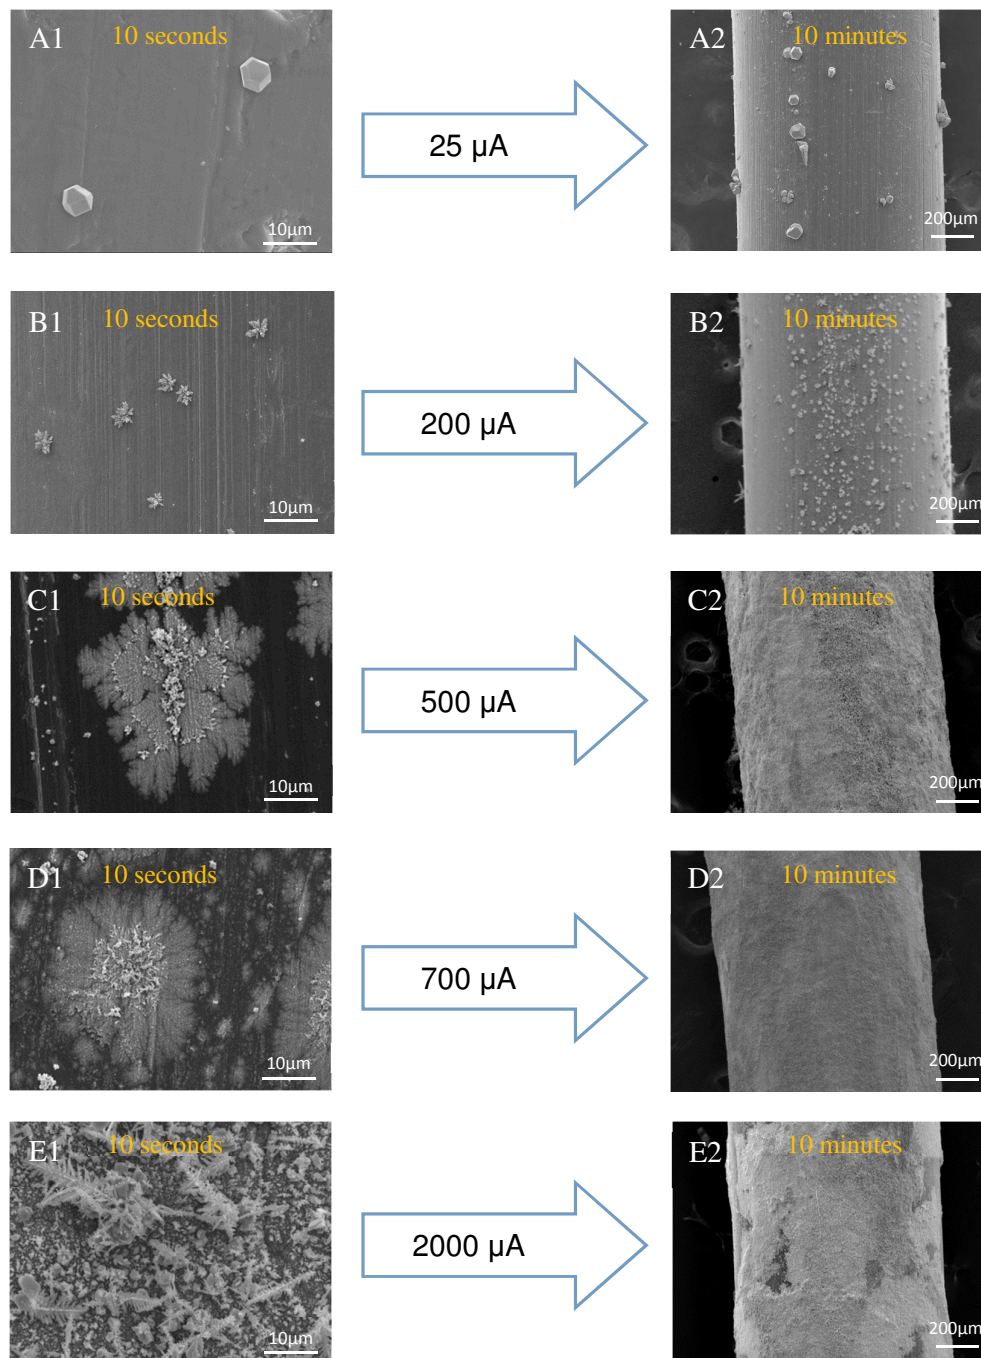 A1 10 seconds
10µm
25 µA
A2 10 minutes
200µm
B1 10 seconds
10µm
200 µA
B2 10 minutes
200µm
C1 10 seconds
10µm
500 µA
C2 10 minutes
200µm
D1 10 seconds
10µm
700 µA
D2 10 minutes
200µm
E1 10 seconds
10µm
2000 µA
E2 10 minutes
200µm